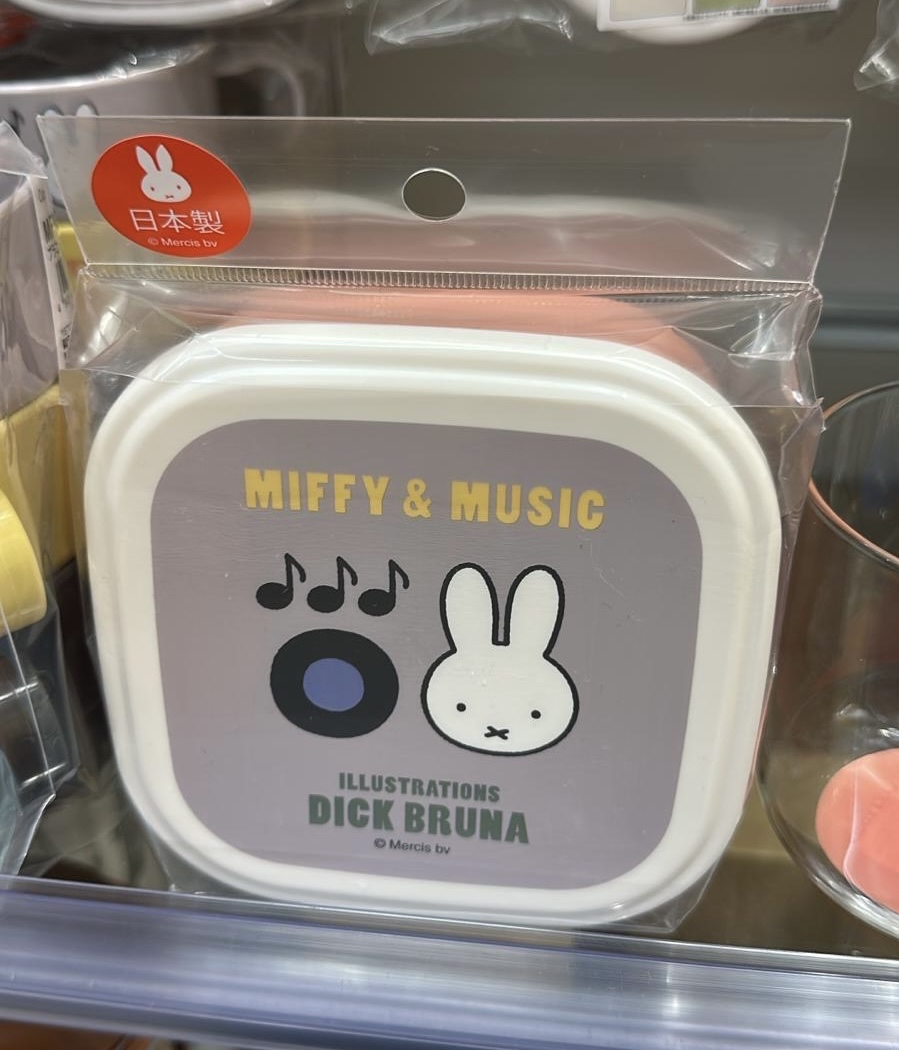 日本製
© Mercis bv
MIFFY & MUSIC
ILLUSTRATIONS
DICK BRUNA
© Mercis bv